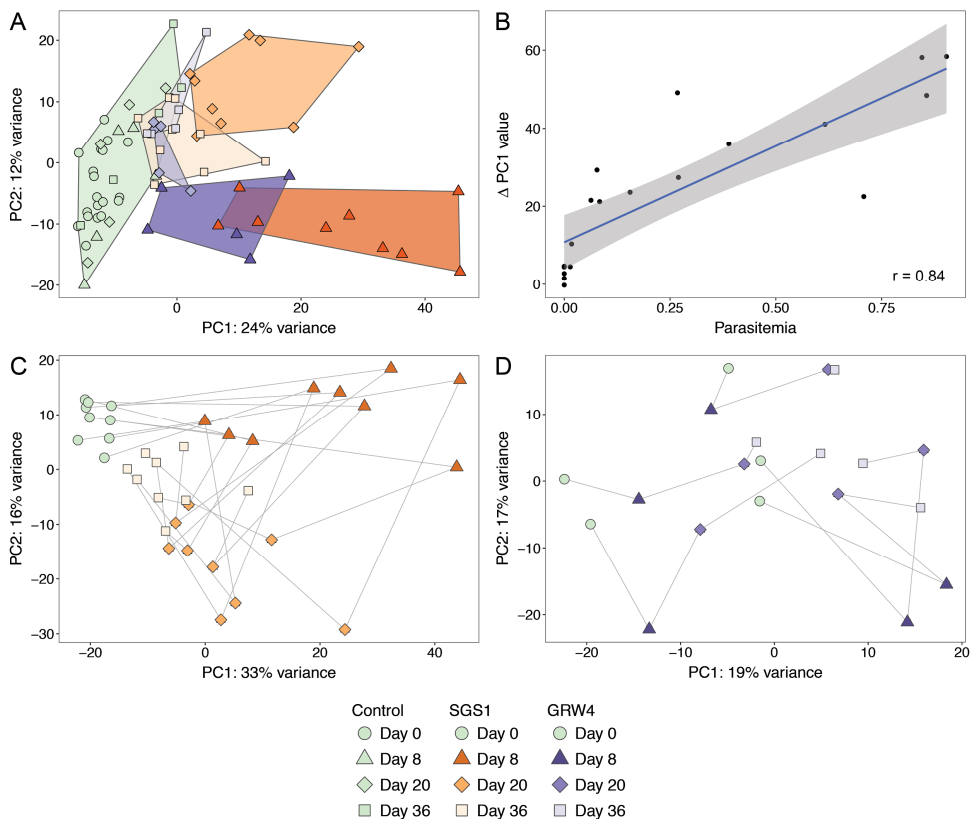 A
20
10
0
−10
−20
PC2: 12% variance
0
20
40
PC1: 24% variance
B
60
40
20
0
Δ PC1 value
r = 0.84
0.00
0.25
0.50
0.75
Parasitemia
C
20
10
0
−10
−20
−30
PC2: 16% variance
−20
0
20
40
PC1: 33% variance
D
10
0
−10
−20
PC2: 17% variance
−20
−10
0
10
20
PC1: 19% variance
Control SGS1 GRW4
Day 0 Day 0 Day 0
Day 8 Day 8 Day 8
Day 20 Day 20 Day 20
Day 36 Day 36 Day 36